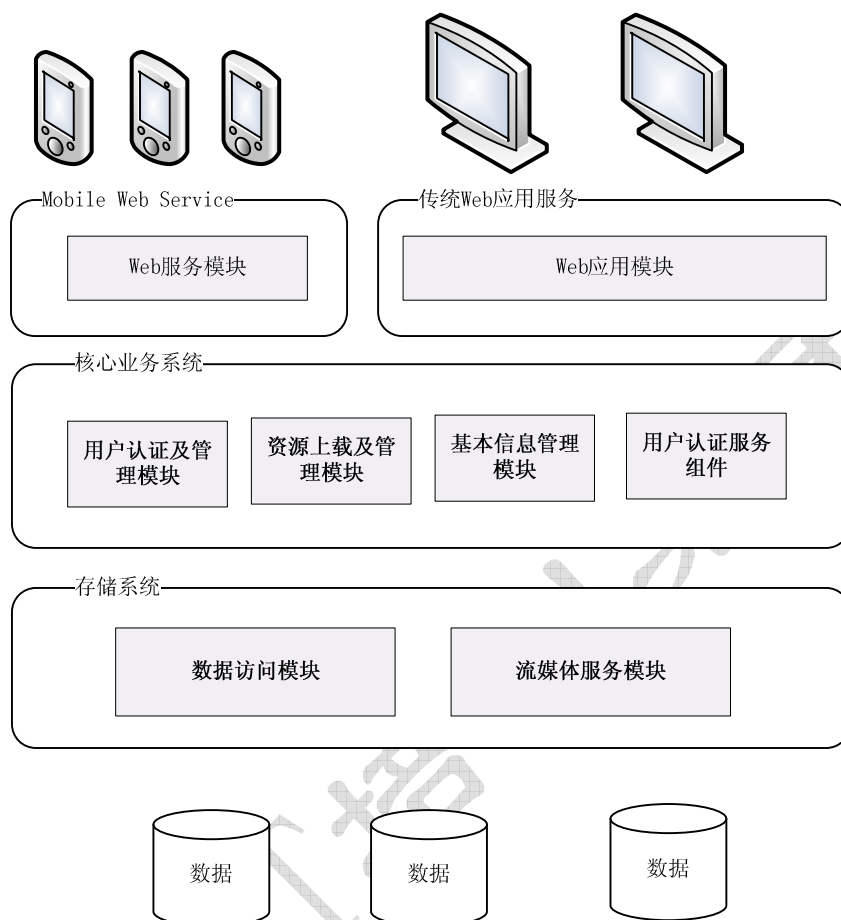 Mobile Web Service
传统Web应用服务
Web服务模块
Web应用模块
核心业务系统
用户认证及管
理模块
资源上载及管
理模块
基本信息管理
模块
用户认证服务
组件
存储系统
数据访问模块
流媒体服务模块
数据
数据
数据